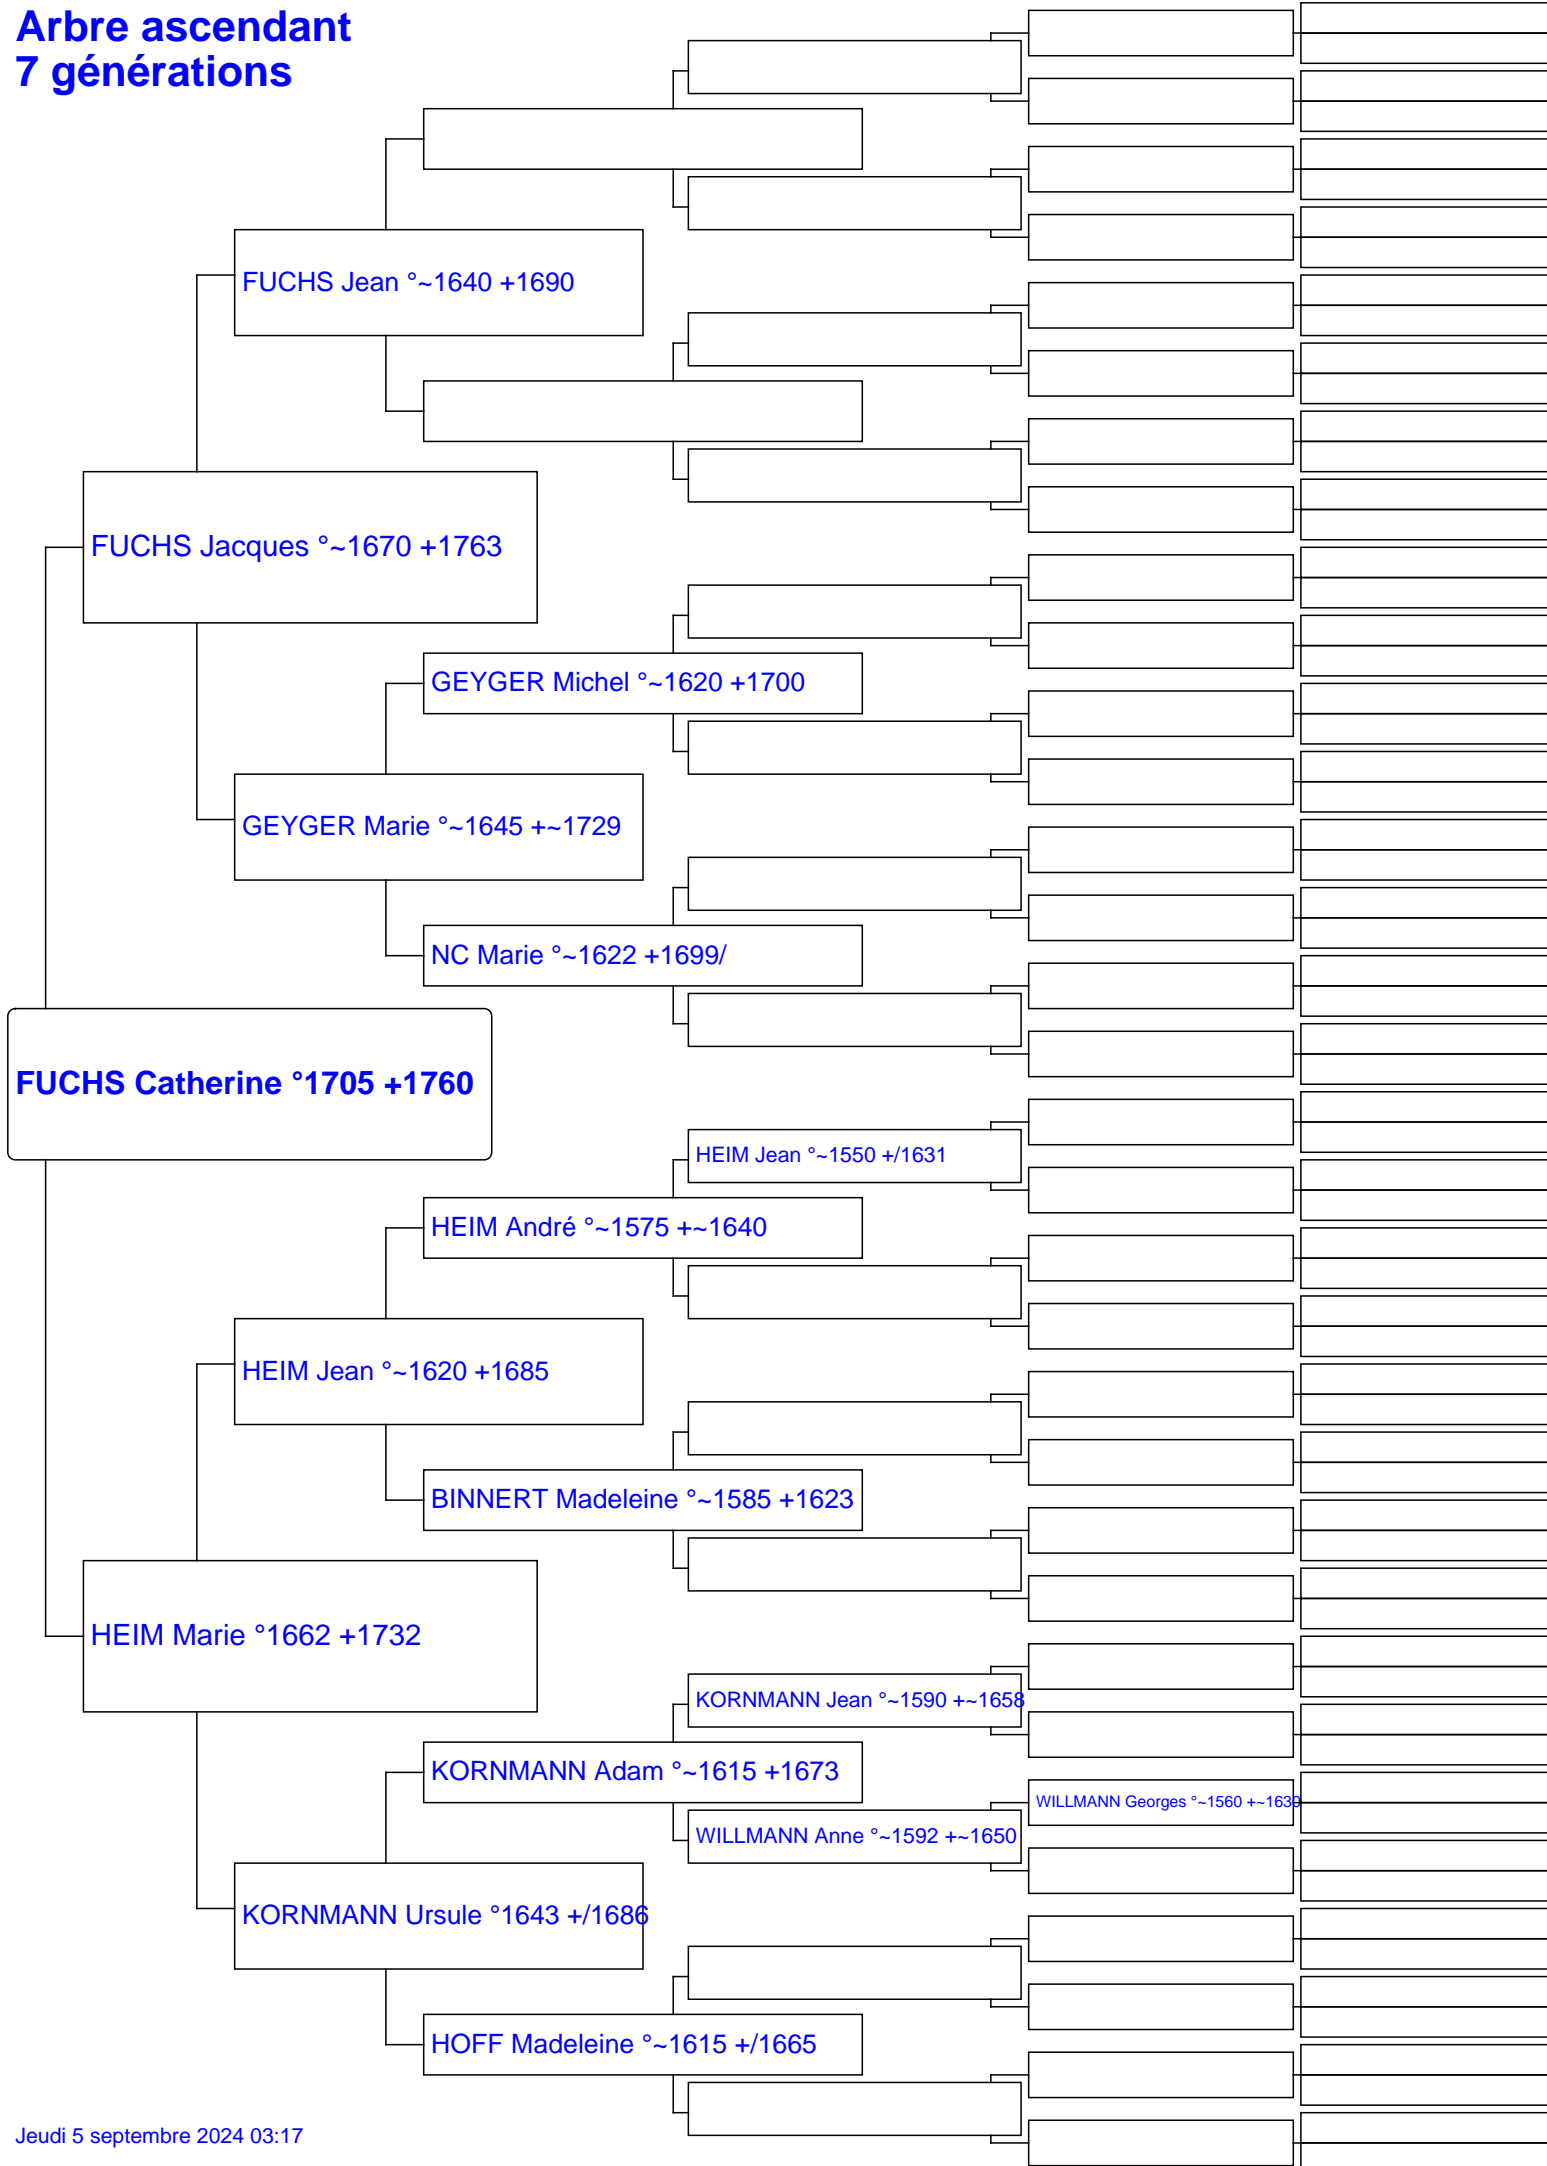 Arbre ascendant
7 générations
FUCHS Jean °~1640 +1690
FUCHS Jacques °~1670 +1763
GEYGER Michel °~1620 +1700
GEYGER Marie °~1645 +~1729
NC Marie °~1622 +1699/
FUCHS Catherine °1705 +1760
HEIM Jean °~1550 +/1631
HEIM André °~1575 +~1640
HEIM Jean °~1620 +1685
BINNERT Madeleine °~1585 +1623
HEIM Marie °1662 +1732
KORNMANN Jean °~1590 +~1658
KORNMANN Adam °~1615 +1673
WILLMANN Georges °~1560 +~1630
WILLMANN Anne °~1592 +~1650
KORNMANN Ursule °1643 +/1686
HOFF Madeleine °~1615 +/1665
Jeudi 5 septembre 2024 03:17